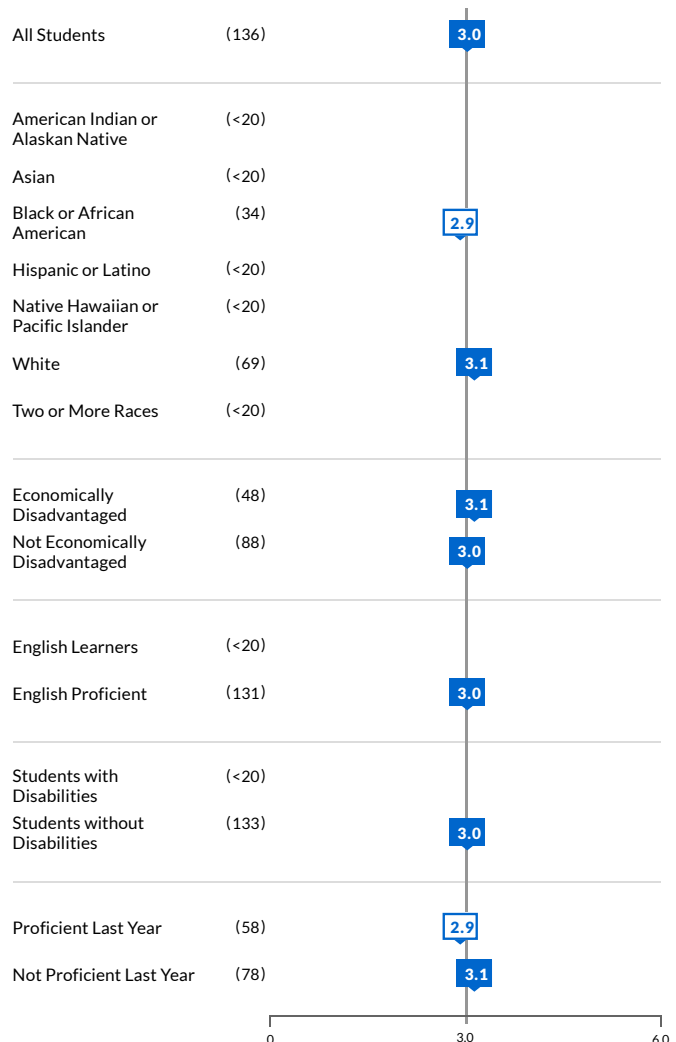 All Students (136) 3.0
American Indian or (<20)
Alaskan Native
Asian (<20)
Black or African (34) 2.9
American
Hispanic or Latino (<20)
Native Hawaiian or (<20)
Pacific Islander
White (69) 3.1
Two or More Races (<20)
Economically (48) 3.1
Disadvantaged
Not Economically (88) 3.0
Disadvantaged
English Learners (<20)
English Proficient (131) 3.0
Students with (<20)
Disabilities
Students without (133) 3.0
Disabilities
Proficient Last Year (58) 2.9
Not Proficient Last Year (78) 3.1
0 3.0 6.0